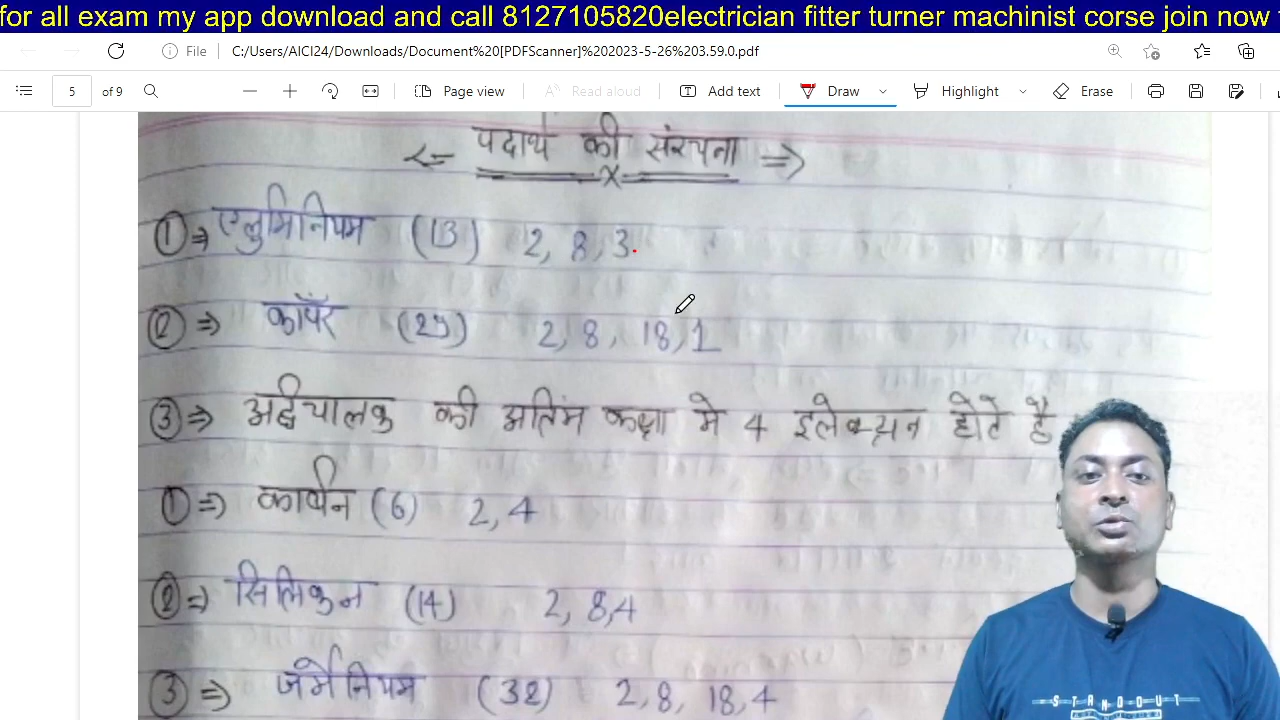 for all exam my app download and call 8127105820electrician fitter turner machinist corse join now
File C:/Users/AICI24/Downloads/Document%20[PDFScanner]%202023-5-26%203.59.0.pdf
5 of 9 Page view Read aloud Add text Draw Highlight Erase
<= पदार्थ की संरचना =>
X
① => एलुमिनियम (13) 2, 8, 3
② => कॉपर (29) 2, 8, 18, 1
③ => अर्द्धचालक की अतिंम कक्षा मे 4 इलेक्ट्रान होते है
① => कार्बन (6) 2, 4
② => सिलिकन (14) 2, 8,4
③ => जर्मेनियम (32) 2,8, 18,4
STANDOUT